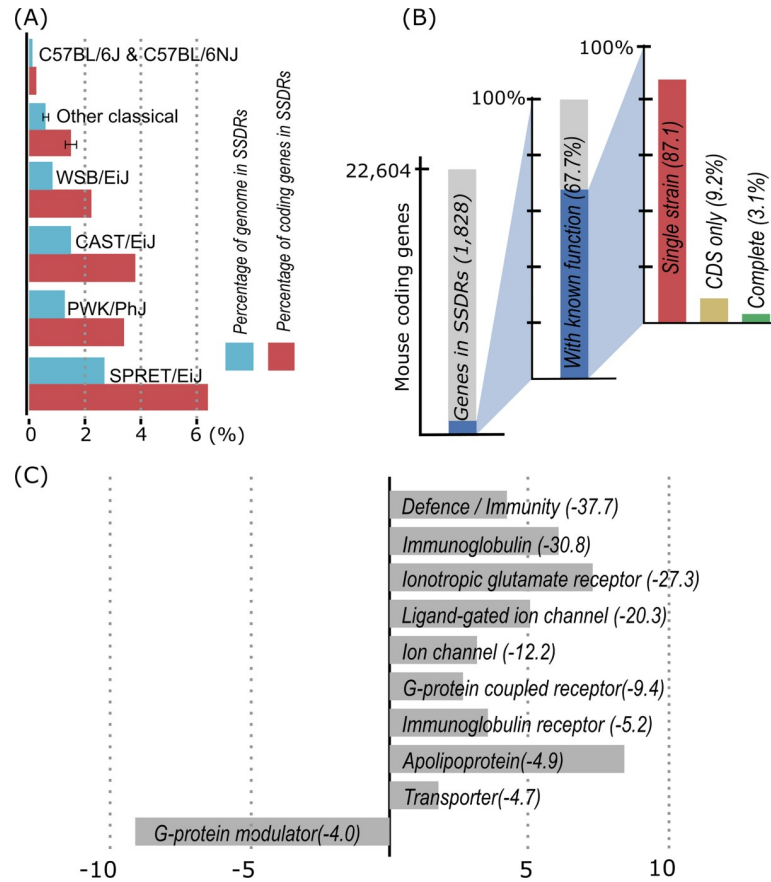 (A)
C57BL/6J & C57BL/6NJ
Other classical
WSB/EiJ
CAST/EiJ
PWK/PhJ
SPRET/EiJ
0 2 4 6 (%)
Percentage of genome in SSDRs
Percentage of coding genes in SSDRs
(B)
22,604
Mouse coding genes
Genes in SSDRs (1,828)
100%
With known function (67.7%)
100%
Single strain (87.1)
CDS only (9.2%)
Complete (3.1%)
(C)
Defence / Immunity (-37.7)
Immunoglobulin (-30.8)
Ionotropic glutamate receptor (-27.3)
Ligand-gated ion channel (-20.3)
Ion channel (-12.2)
G-protein coupled receptor(-9.4)
Immunoglobulin receptor (-5.2)
Apolipoprotein(-4.9)
Transporter(-4.7)
G-protein modulator(-4.0)
-10 -5 5 10